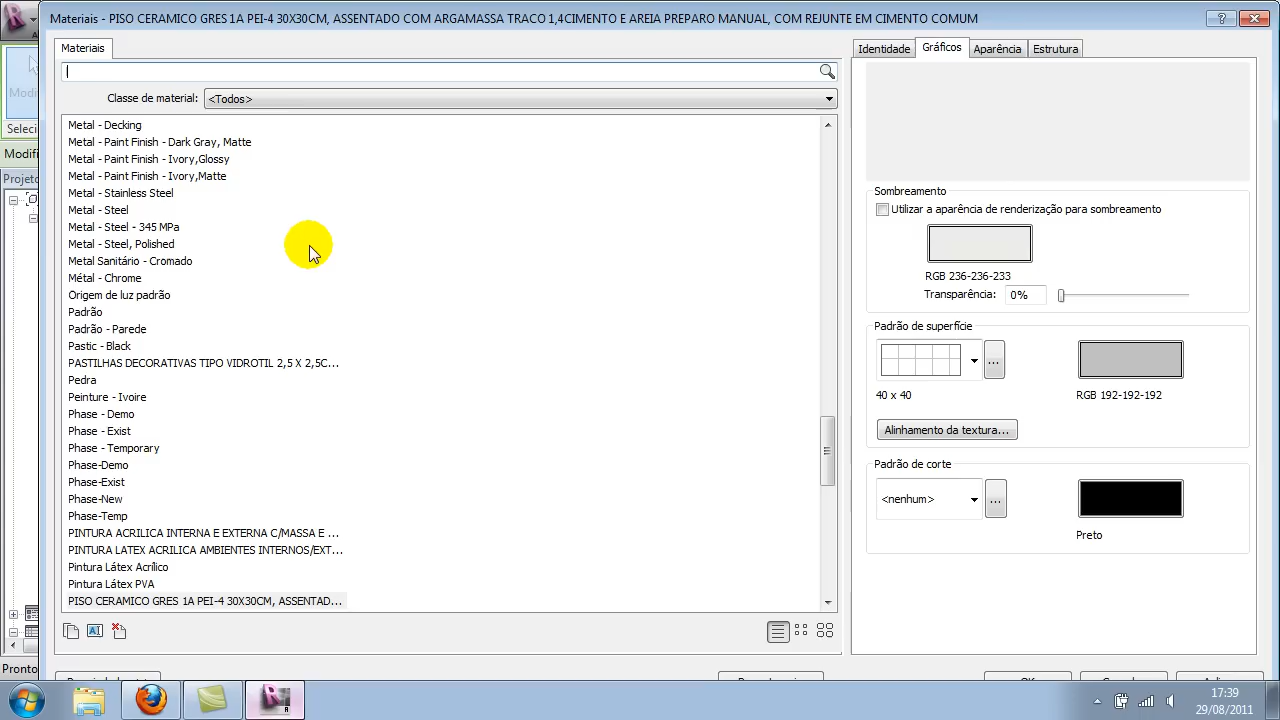 Materiais - PISO CERAMICO GRES 1A PEI-4 30X30CM, ASSENTADO COM ARGAMASSA TRACO 1,4CIMENTO E AREIA PREPARO MANUAL, COM REJUNTE EM CIMENTO COMUM
Materiais
Classe de material:
<Todos>
Metal - Decking
Metal - Paint Finish - Dark Gray, Matte
Metal - Paint Finish - Ivory,Glossy
Metal - Paint Finish - Ivory,Matte
Metal - Stainless Steel
Metal - Steel
Metal - Steel - 345 MPa
Metal - Steel, Polished
Metal Sanitário - Cromado
Métal - Chrome
Origem de luz padrão
Padrão
Padrão - Parede
Pastic - Black
PASTILHAS DECORATIVAS TIPO VIDROTIL 2,5 X 2,5C...
Pedra
Peinture - Ivoire
Phase - Demo
Phase - Exist
Phase - Temporary
Phase-Demo
Phase-Exist
Phase-New
Phase-Temp
PINTURA ACRILICA INTERNA E EXTERNA C/MASSA E ...
PINTURA LATEX ACRILICA AMBIENTES INTERNOS/EXT...
Pintura Látex Acrílico
Pintura Látex PVA
PISO CERAMICO GRES 1A PEI-4 30X30CM, ASSENTAD...
Identidade
Gráficos
Aparência
Estrutura
Sombreamento
Utilizar a aparência de renderização para sombreamento
RGB 236-236-233
Transparência:
0%
Padrão de superfície
...
40 x 40
RGB 192-192-192
Alinhamento da textura...
Padrão de corte
<nenhum>
...
Preto
Modi
Seleci
Modifi
Projeto
Pronto
17:39
29/08/2011